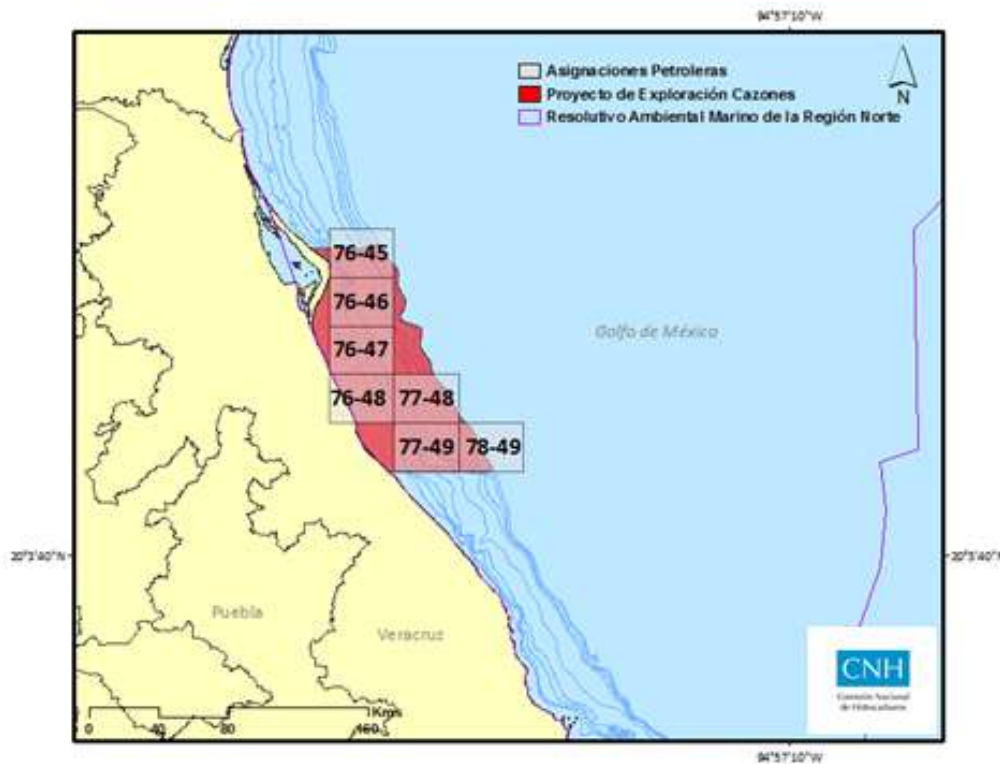 94°57'10"W
Asignaciones Petroleras
Proyecto de Exploración Cazones
Resolutivo Ambiental Marino de la Región Norte
N
76-45
76-46
Golfo de México
76-47
76-48 77-48
77-49 78-49
20°3'40"N 20°3'40"N
Puebla
Veracruz
CNH
Comisión Nacional
de Hidrocarburos
Kms
0 40 80 160
94°57'10"W